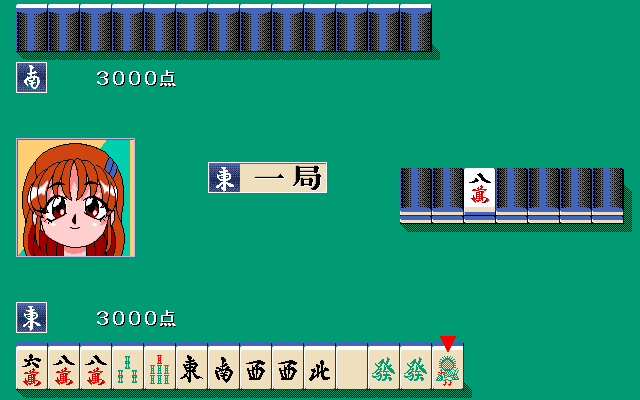 南 3000点
東 一局
八萬
東 3000点
六萬 八萬 八萬 東 南 西 西 北 發 發